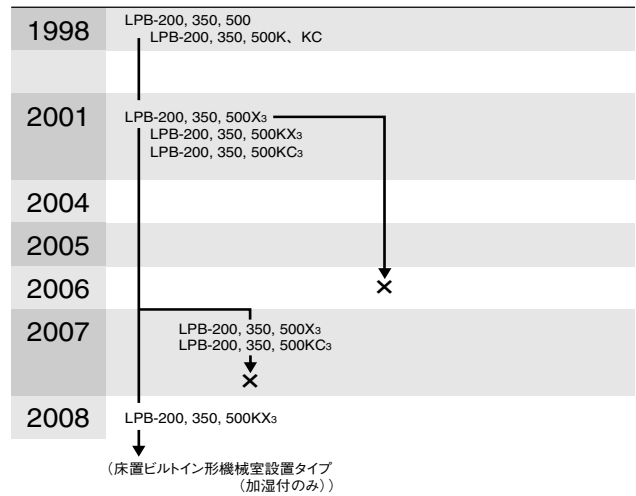 1998
LPB-200, 350, 500
LPB-200, 350, 500K、KC
2001
LPB-200, 350, 500X₃
LPB-200, 350, 500KX₃
LPB-200, 350, 500KC₃
2004
2005
2006
×
2007
LPB-200, 350, 500X₃
LPB-200, 350, 500KC₃
×
2008
LPB-200, 350, 500KX₃
（床置ビルトイン形機械室設置タイプ
（加湿付のみ））